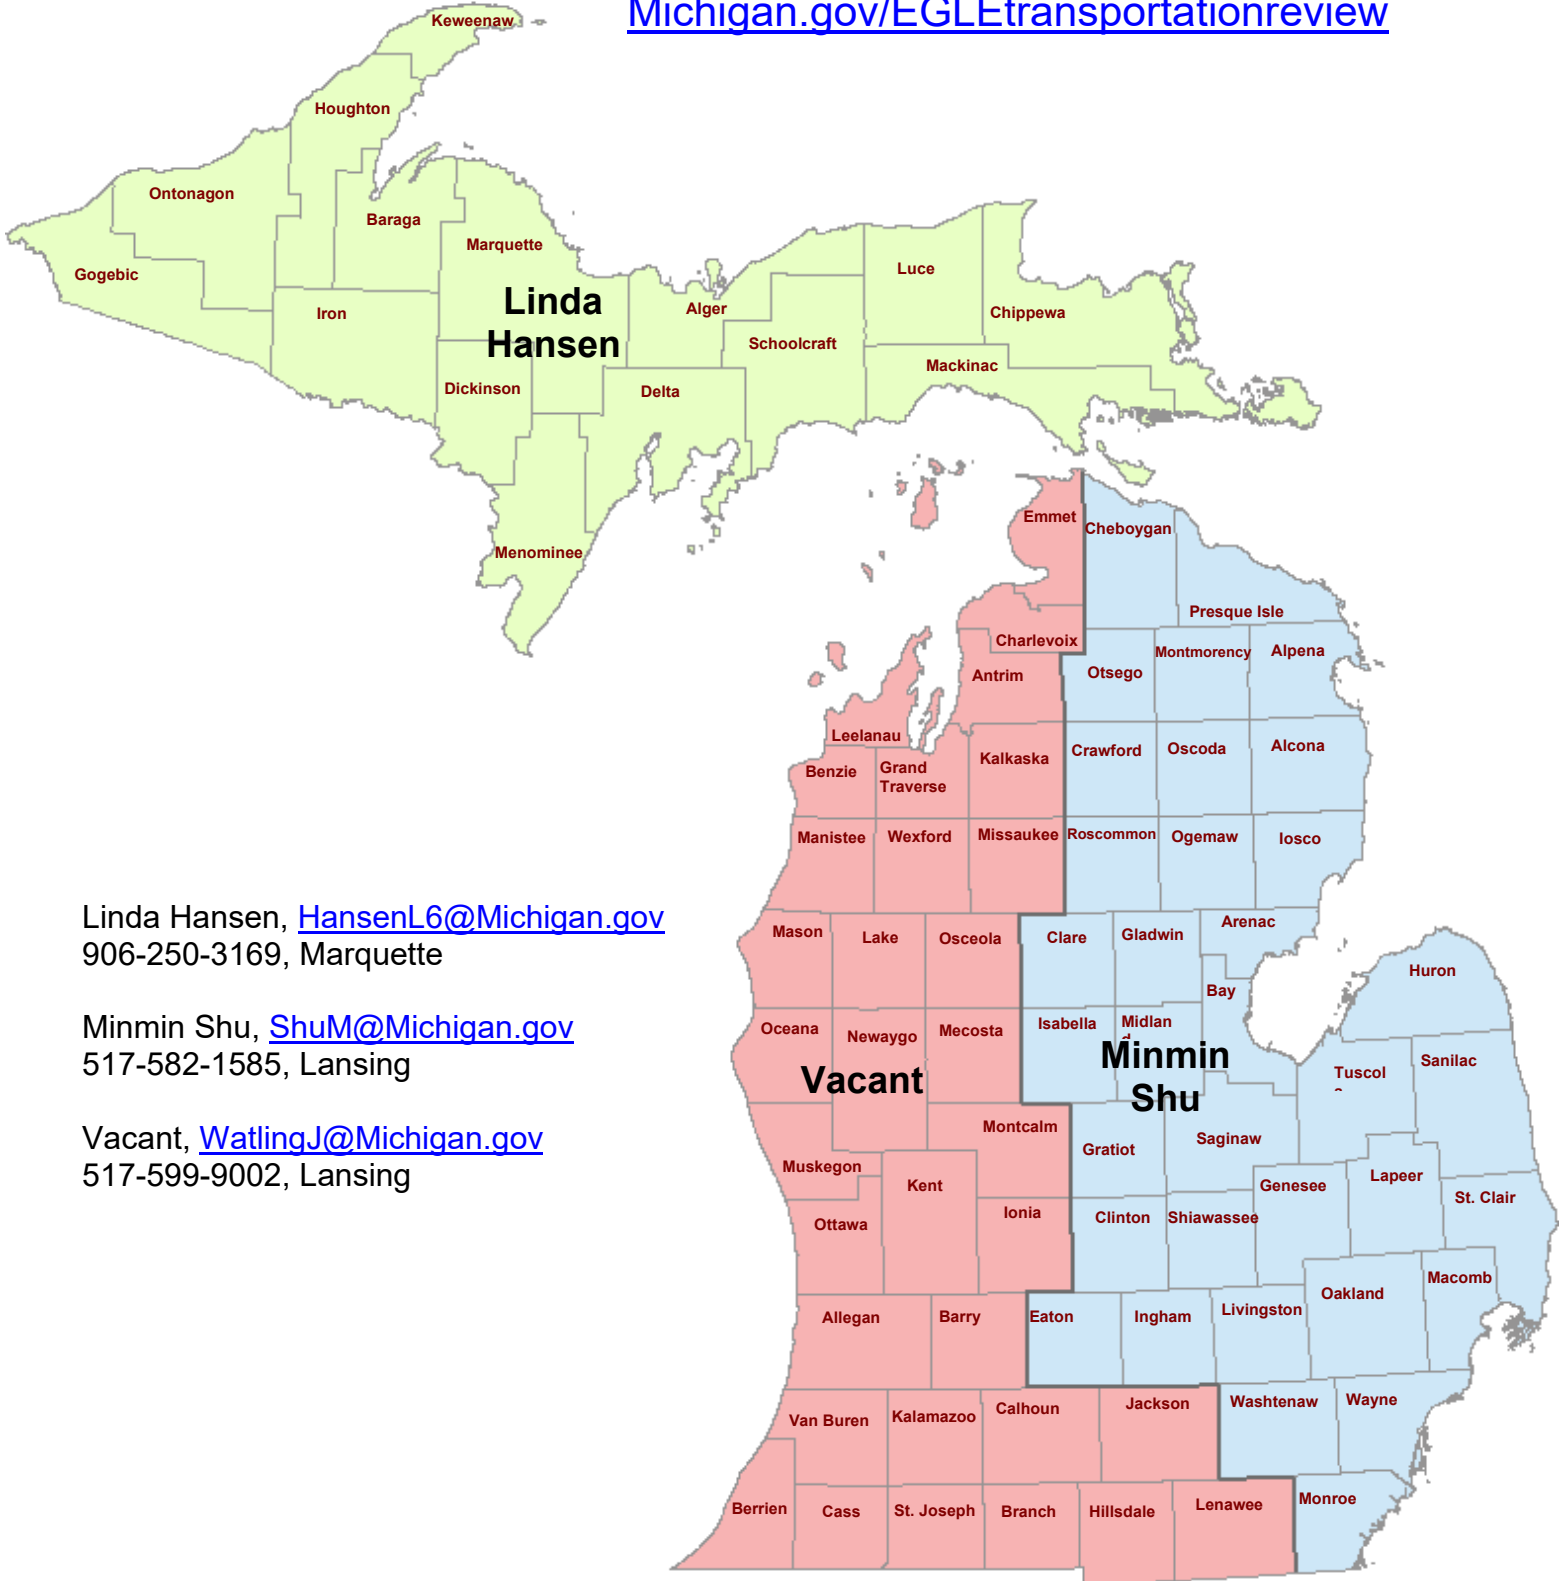 Michigan.gov/EGLEtransportationreview
Keweenaw
Houghton
Ontonagon
Baraga
Marquette
Gogebic
Iron
Linda
Hansen
Alger
Luce
Chippewa
Schoolcraft
Mackinac
Dickinson
Delta
Menominee
Emmet
Cheboygan
Presque Isle
Charlevoix
Antrim
Otsego
Montmorency
Alpena
Leelanau
Benzie
Grand
Traverse
Kalkaska
Crawford
Oscoda
Alcona
Manistee
Wexford
Missaukee
Roscommon
Ogemaw
Iosco
Linda Hansen, HansenL6@Michigan.gov
906-250-3169, Marquette
Minmin Shu, ShuM@Michigan.gov
517-582-1585, Lansing
Vacant, WatlingJ@Michigan.gov
517-599-9002, Lansing
Mason
Lake
Osceola
Clare
Gladwin
Arenac
Huron
Bay
Oceana
Newaygo
Mecosta
Isabella
Midlan
Vacant
Minmin
Shu
Tuscol
Sanilac
Montcalm
Gratiot
Saginaw
Muskegon
Kent
Genesee
Lapeer
St. Clair
Ottawa
Ionia
Clinton
Shiawassee
Allegan
Barry
Eaton
Ingham
Livingston
Oakland
Macomb
Van Buren
Kalamazoo
Calhoun
Jackson
Washtenaw
Wayne
Berrien
Cass
St. Joseph
Branch
Hillsdale
Lenawee
Monroe